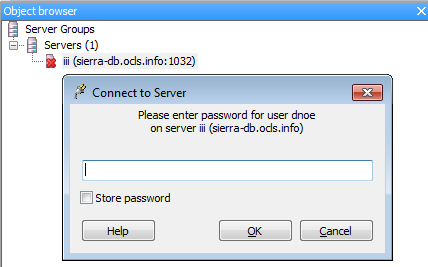 Object browser
Server Groups
Servers (1)
iii (sierra-db.ocls.info:1032)
Connect to Server
Please enter password for user dnoe
on server iii (sierra-db.ocls.info)
Store password
Help OK Cancel